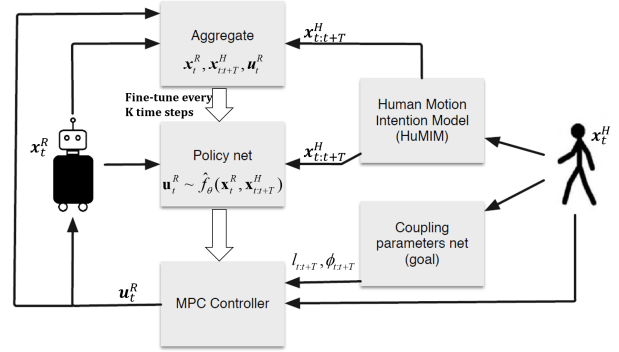 Aggregate
x_t^R, x_{t:t+T}^H, u_t^R
x_{t:t+T}^H
Fine-tune every
K time steps
Human Motion
Intention Model
(HuMIM)
x_t^H
x_t^R
Policy net
u_t^R ~ f̂_θ(x_t^R, x_{t:t+T}^H)
x_{t:t+T}^H
Coupling
parameters net
(goal)
l_{t:t+T}, ϕ_{t:t+T}
u_t^R
MPC Controller